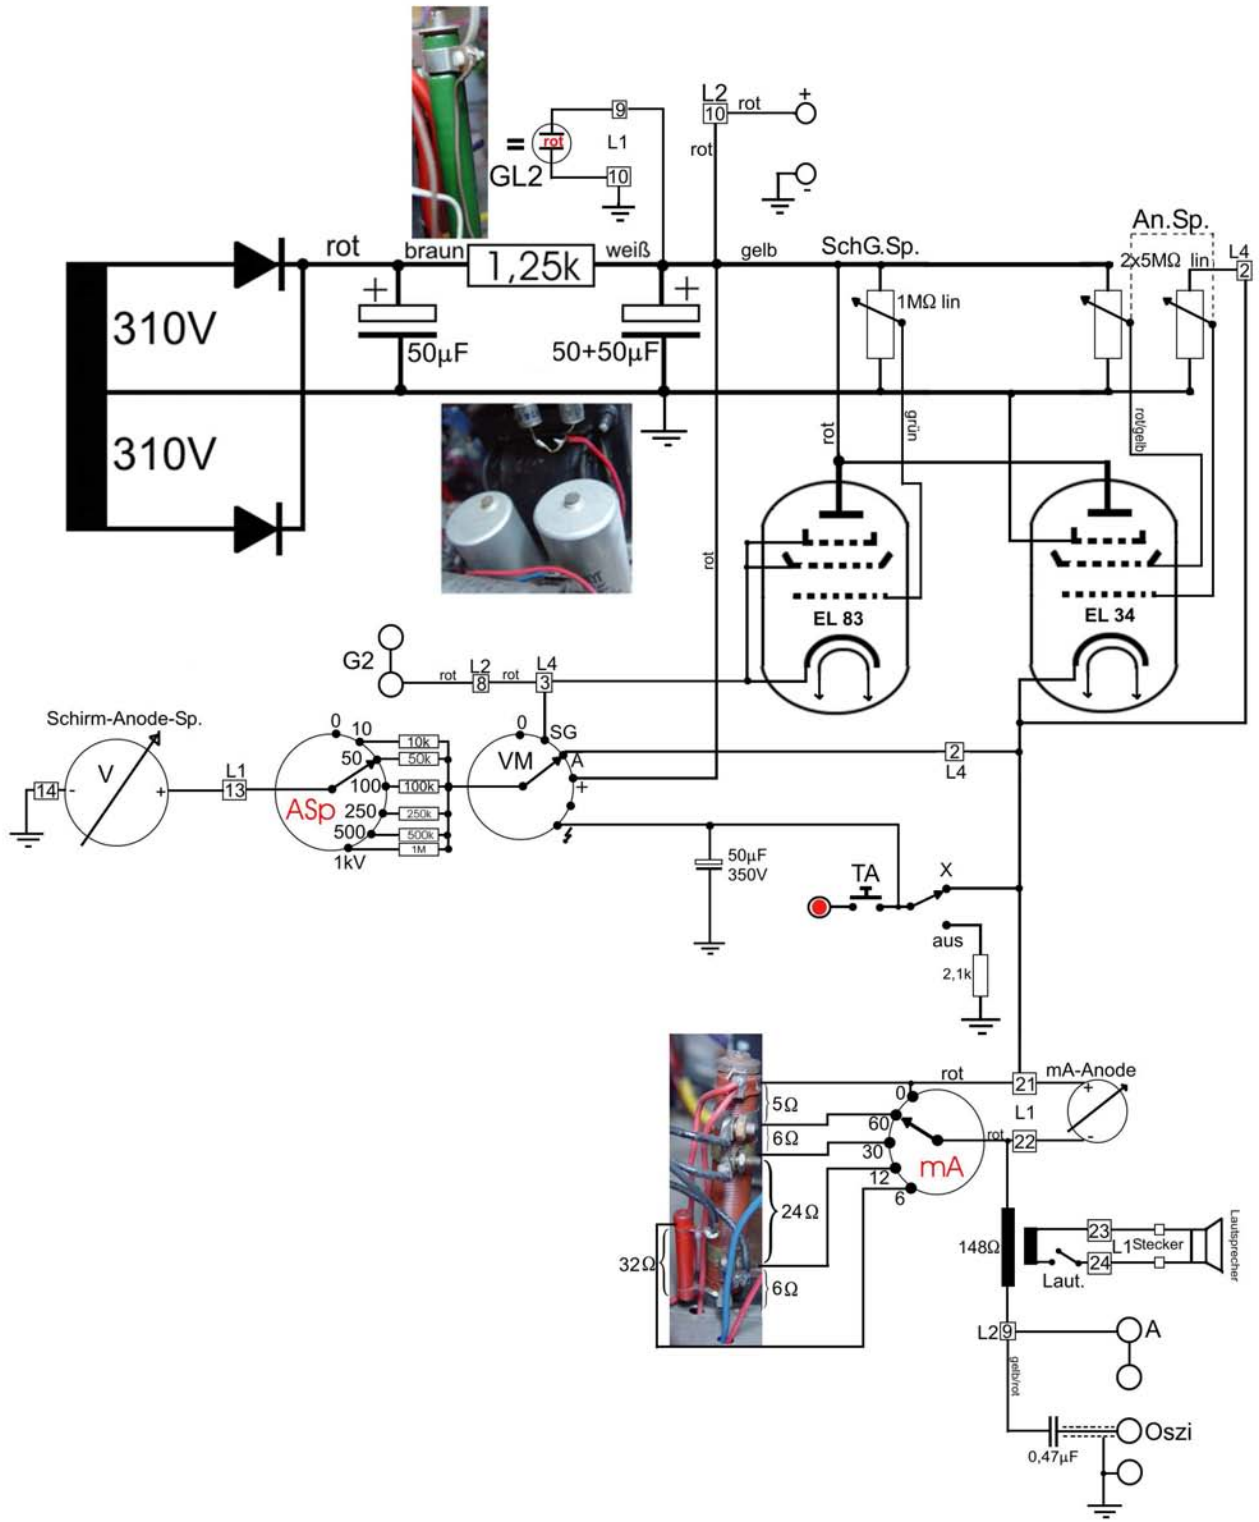 L2
10 rot +
rot
9
L1
= rot
GL2 10
-
An.Sp.
rot braun 1,25k weiß gelb SchG.Sp.
2x5MΩ lin L4
2
+ + 1MΩ lin
310V
50µF 50+50µF
grün
rot
rot/gelb
310V
rot
EL 83 EL 34
G2
rot L2 rot L4
8 3
Schirm-Anode-Sp.
0 10 10k 0 SG
V 50 50k VM A
14 - + L1 100 100k +
13
ASp 250 250k
500 500k
1kV 1M
2
L4
50µF
350V
TA X
aus
2,1k
rot 21 mA-Anode
0 +
5Ω L1
60
6Ω rot 22 -
30
mA
12
6
24Ω
32Ω
6Ω
148Ω 23
L1 Stecker Lautsprecher
24
Laut.
L2 9 A
gelb/rot
Oszi
0,47µF